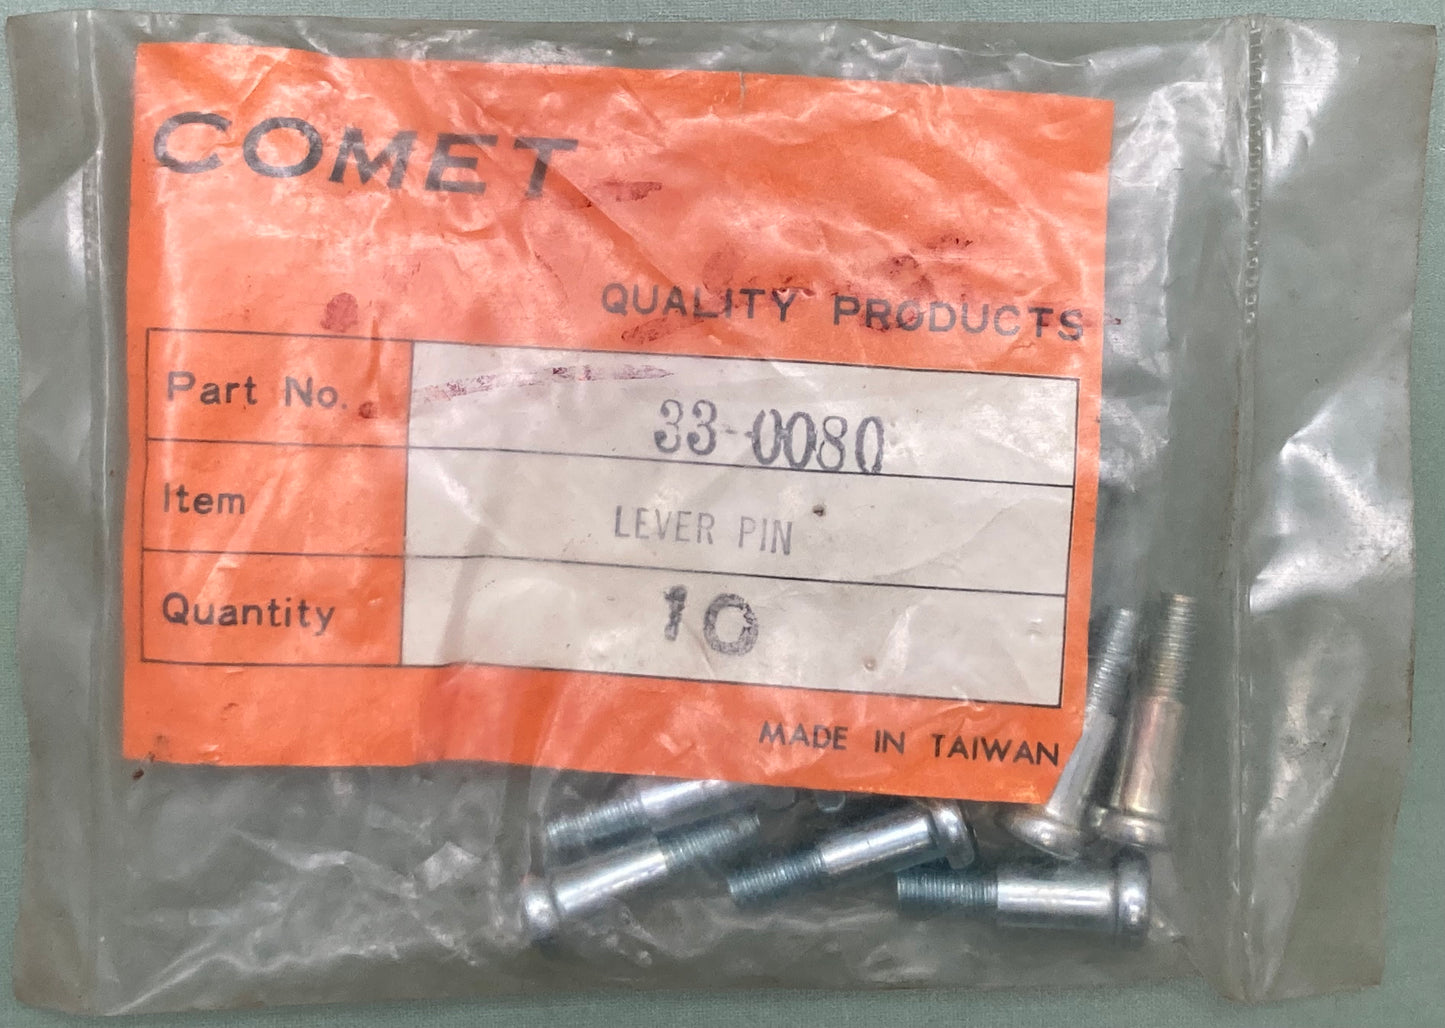 COMET
QUALITY PRODUCTS
Part No. 33-0080
Item LEVER PIN
Quantity 10
MADE IN TAIWAN